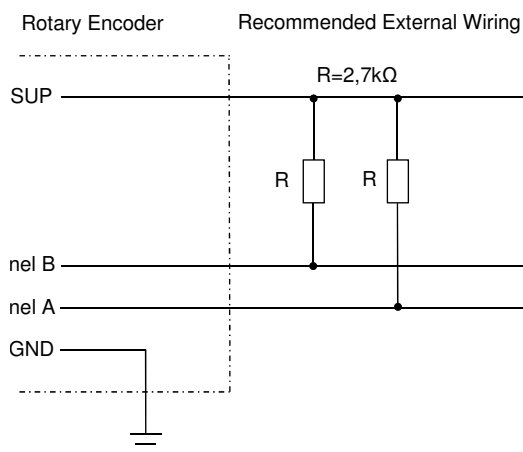 Rotary Encoder
Recommended External Wiring
R=2,7kΩ
SUP
R
R
nel B
nel A
GND